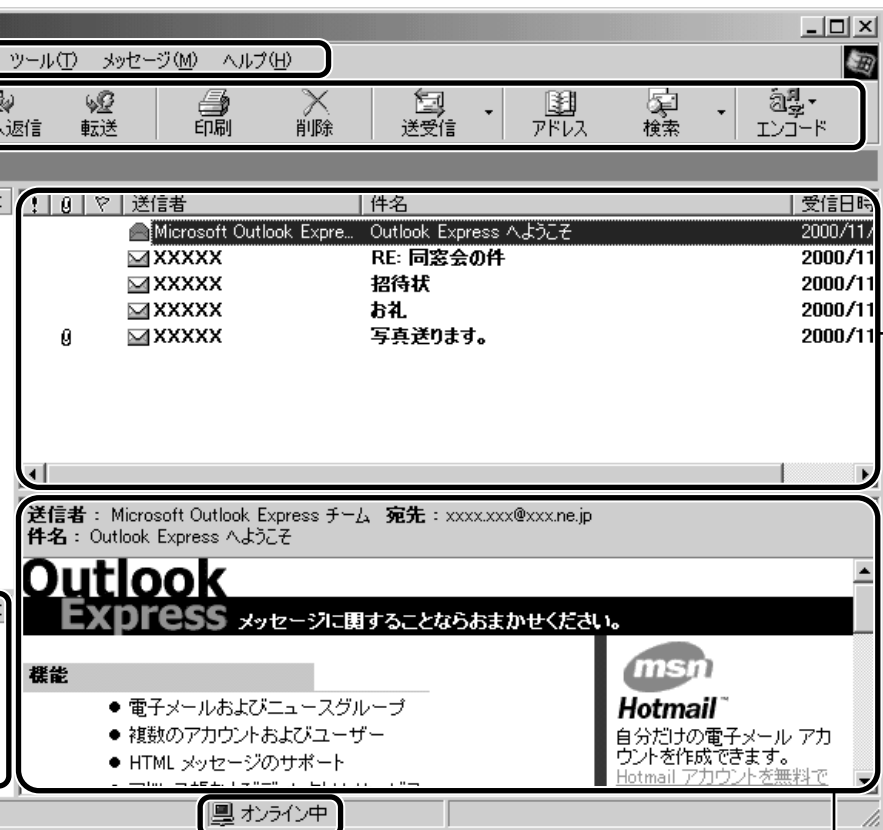 ツール(T) メッセージ(M) ヘルプ(H)
返信 転送 印刷 削除 送受信 アドレス 検索 エンコード
! 送信者 件名 受信日時
Microsoft Outlook Expre... Outlook Express へようこそ 2000/11/
XXXXX RE: 同窓会の件 2000/11
XXXXX 招待状 2000/11
XXXXX お礼 2000/11
XXXXX 写真送ります。 2000/11
送信者： Microsoft Outlook Express チーム 宛先：xxxx.xxx@xxx.ne.jp
件名： Outlook Express へようこそ
Outlook
Express メッセージに関することならおまかせください。
機能
● 電子メールおよびニュースグループ
● 複数のアカウントおよびユーザー
● HTML メッセージのサポート
msn
Hotmail™
自分だけの電子メール アカ
ウントを作成できます。
Hotmail アカウントを無料で
オンライン中